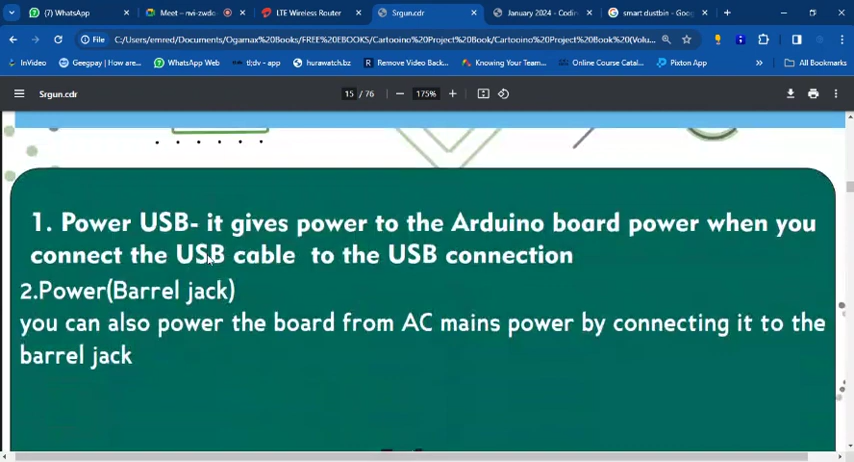 (7) WhatsApp
Meet – nvi-zwdo
LTE Wireless Router
Srgun.cdr
January 2024 - Codin
smart dustbin - Goog
File
C:/Users/emred/Documents/Ogamax%20Books/FREE%20EBOOKS/Cartooino%20Project%20Book/Cartooino%20Project%20Book%20(Volu...
InVideo
Geegpay | How are...
WhatsApp Web
tl;dv - app
hurawatch.bz
Remove Video Back...
Knowing Your Team...
Online Course Catal...
Pixton App
All Bookmarks
Srgun.cdr
15 / 76
175%
1. Power USB- it gives power to the Arduino board power when you
connect the USB cable to the USB connection
2.Power(Barrel jack)
you can also power the board from AC mains power by connecting it to the
barrel jack